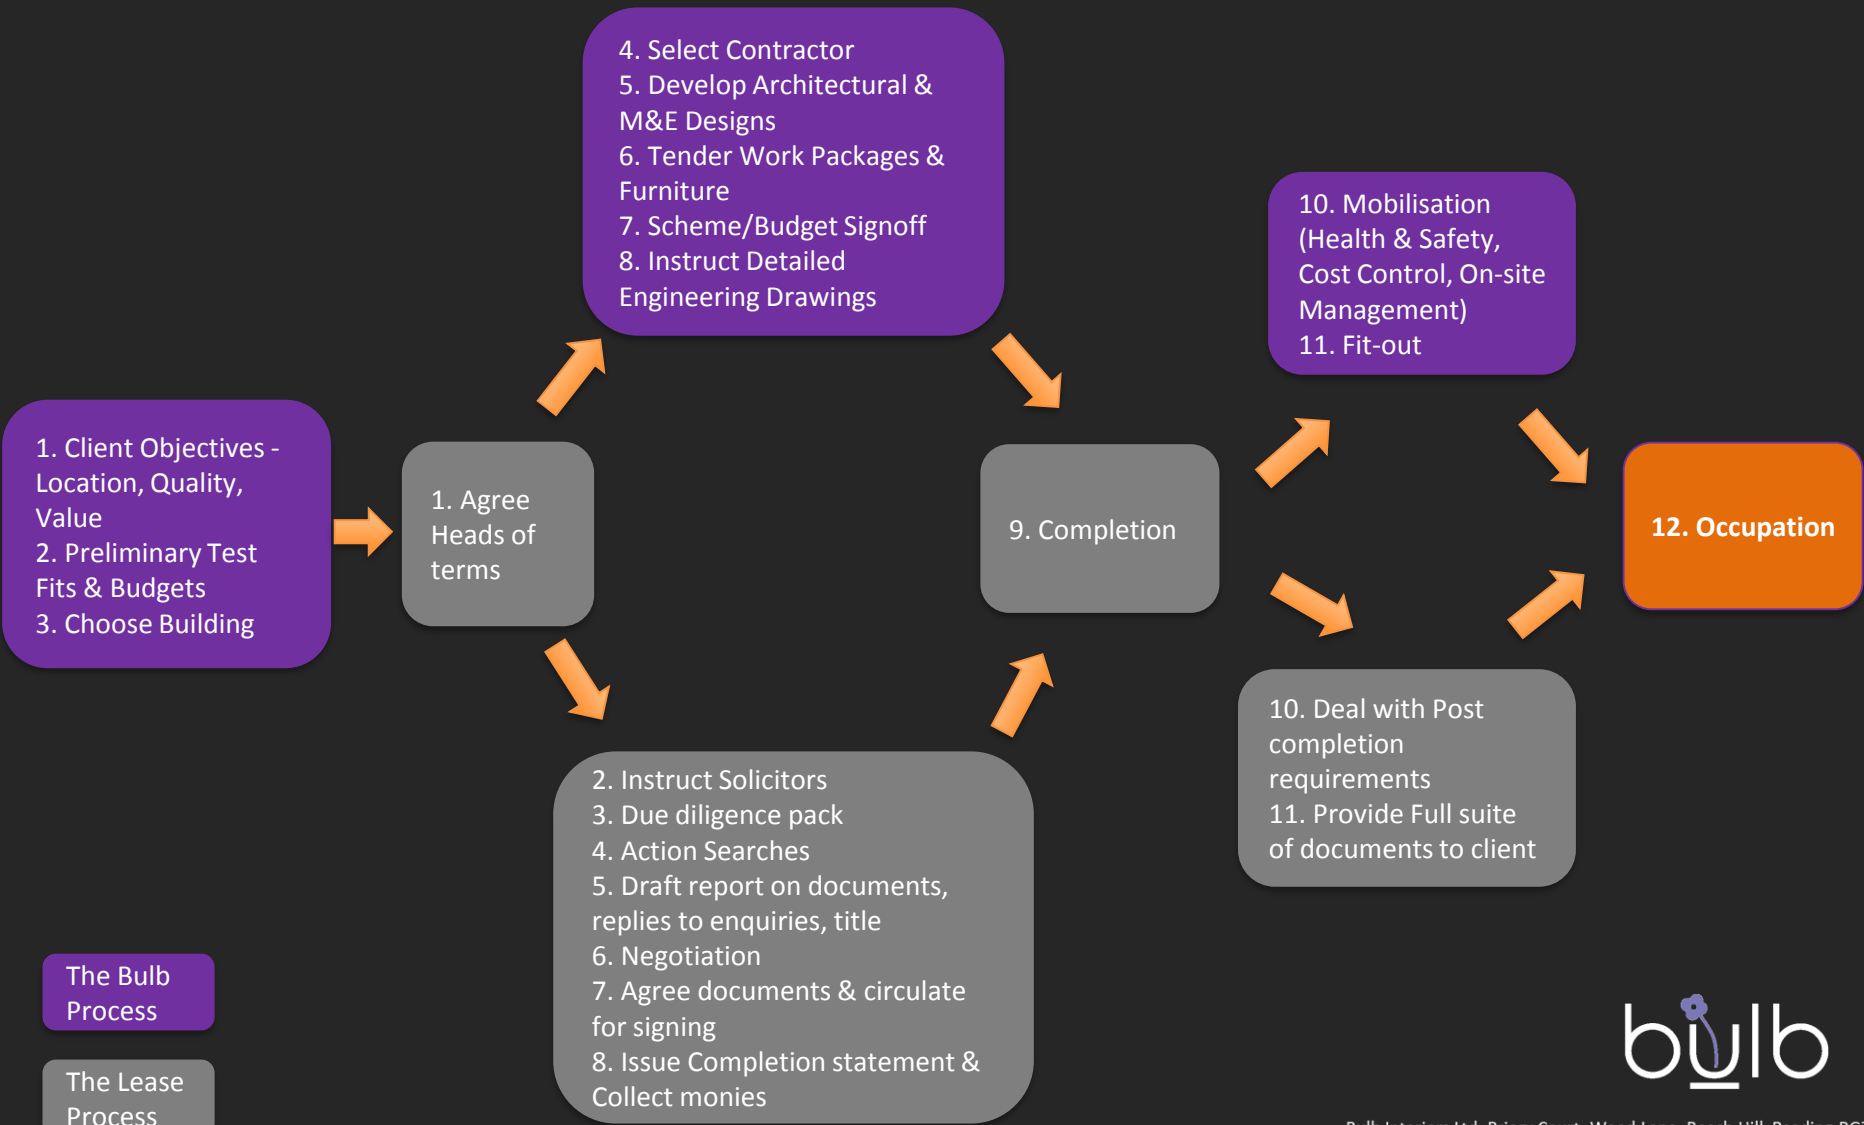 4. Select Contractor
5. Develop Architectural &
M&E Designs
6. Tender Work Packages &
Furniture
7. Scheme/Budget Signoff
8. Instruct Detailed
Engineering Drawings
10. Mobilisation
(Health & Safety,
Cost Control, On-site
Management)
11. Fit-out
1. Client Objectives -
Location, Quality,
Value
2. Preliminary Test
Fits & Budgets
3. Choose Building
1. Agree
Heads of
terms
9. Completion
12. Occupation
2. Instruct Solicitors
3. Due diligence pack
4. Action Searches
5. Draft report on documents,
replies to enquiries, title
6. Negotiation
7. Agree documents & circulate
for signing
8. Issue Completion statement &
Collect monies
10. Deal with Post
completion
requirements
11. Provide Full suite
of documents to client
The Bulb
Process
The Lease
Process
bulb